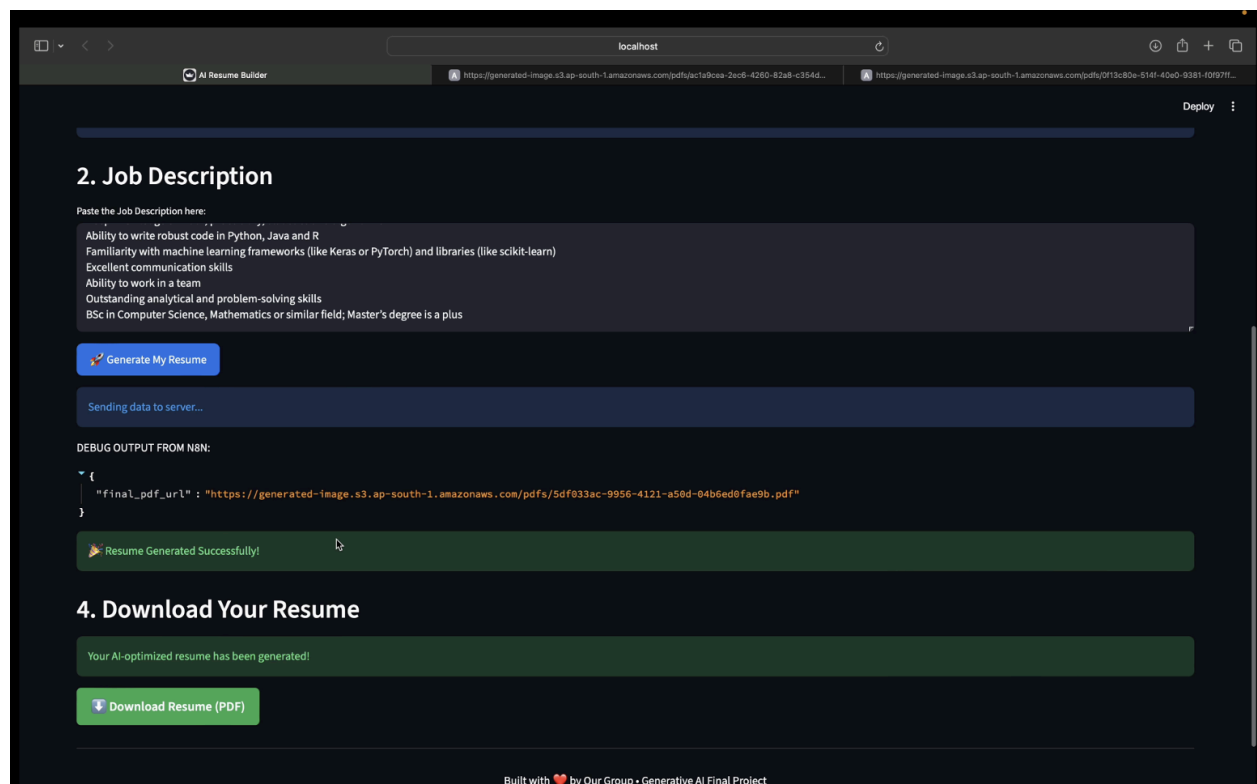 localhost
AI Resume Builder
https://generated-image.s3.ap-south-1.amazonaws.com/pdfs/ac1a9cea-2ec6-4260-82a8-c354d...
https://generated-image.s3.ap-south-1.amazonaws.com/pdfs/0f13c80e-514f-40e0-9381-f0f97ff...
Deploy
2. Job Description
Paste the Job Description here:
Ability to write robust code in Python, Java and R
Familiarity with machine learning frameworks (like Keras or PyTorch) and libraries (like scikit-learn)
Excellent communication skills
Ability to work in a team
Outstanding analytical and problem-solving skills
BSc in Computer Science, Mathematics or similar field; Master's degree is a plus
🚀 Generate My Resume
Sending data to server...
DEBUG OUTPUT FROM N8N:
{
"final_pdf_url" : "https://generated-image.s3.ap-south-1.amazonaws.com/pdfs/5df033ac-9956-4121-a50d-04b6ed0fae9b.pdf"
}
🎉 Resume Generated Successfully!
4. Download Your Resume
Your AI-optimized resume has been generated!
⬇️ Download Resume (PDF)
Built with ❤️ by Our Group • Generative AI Final Project